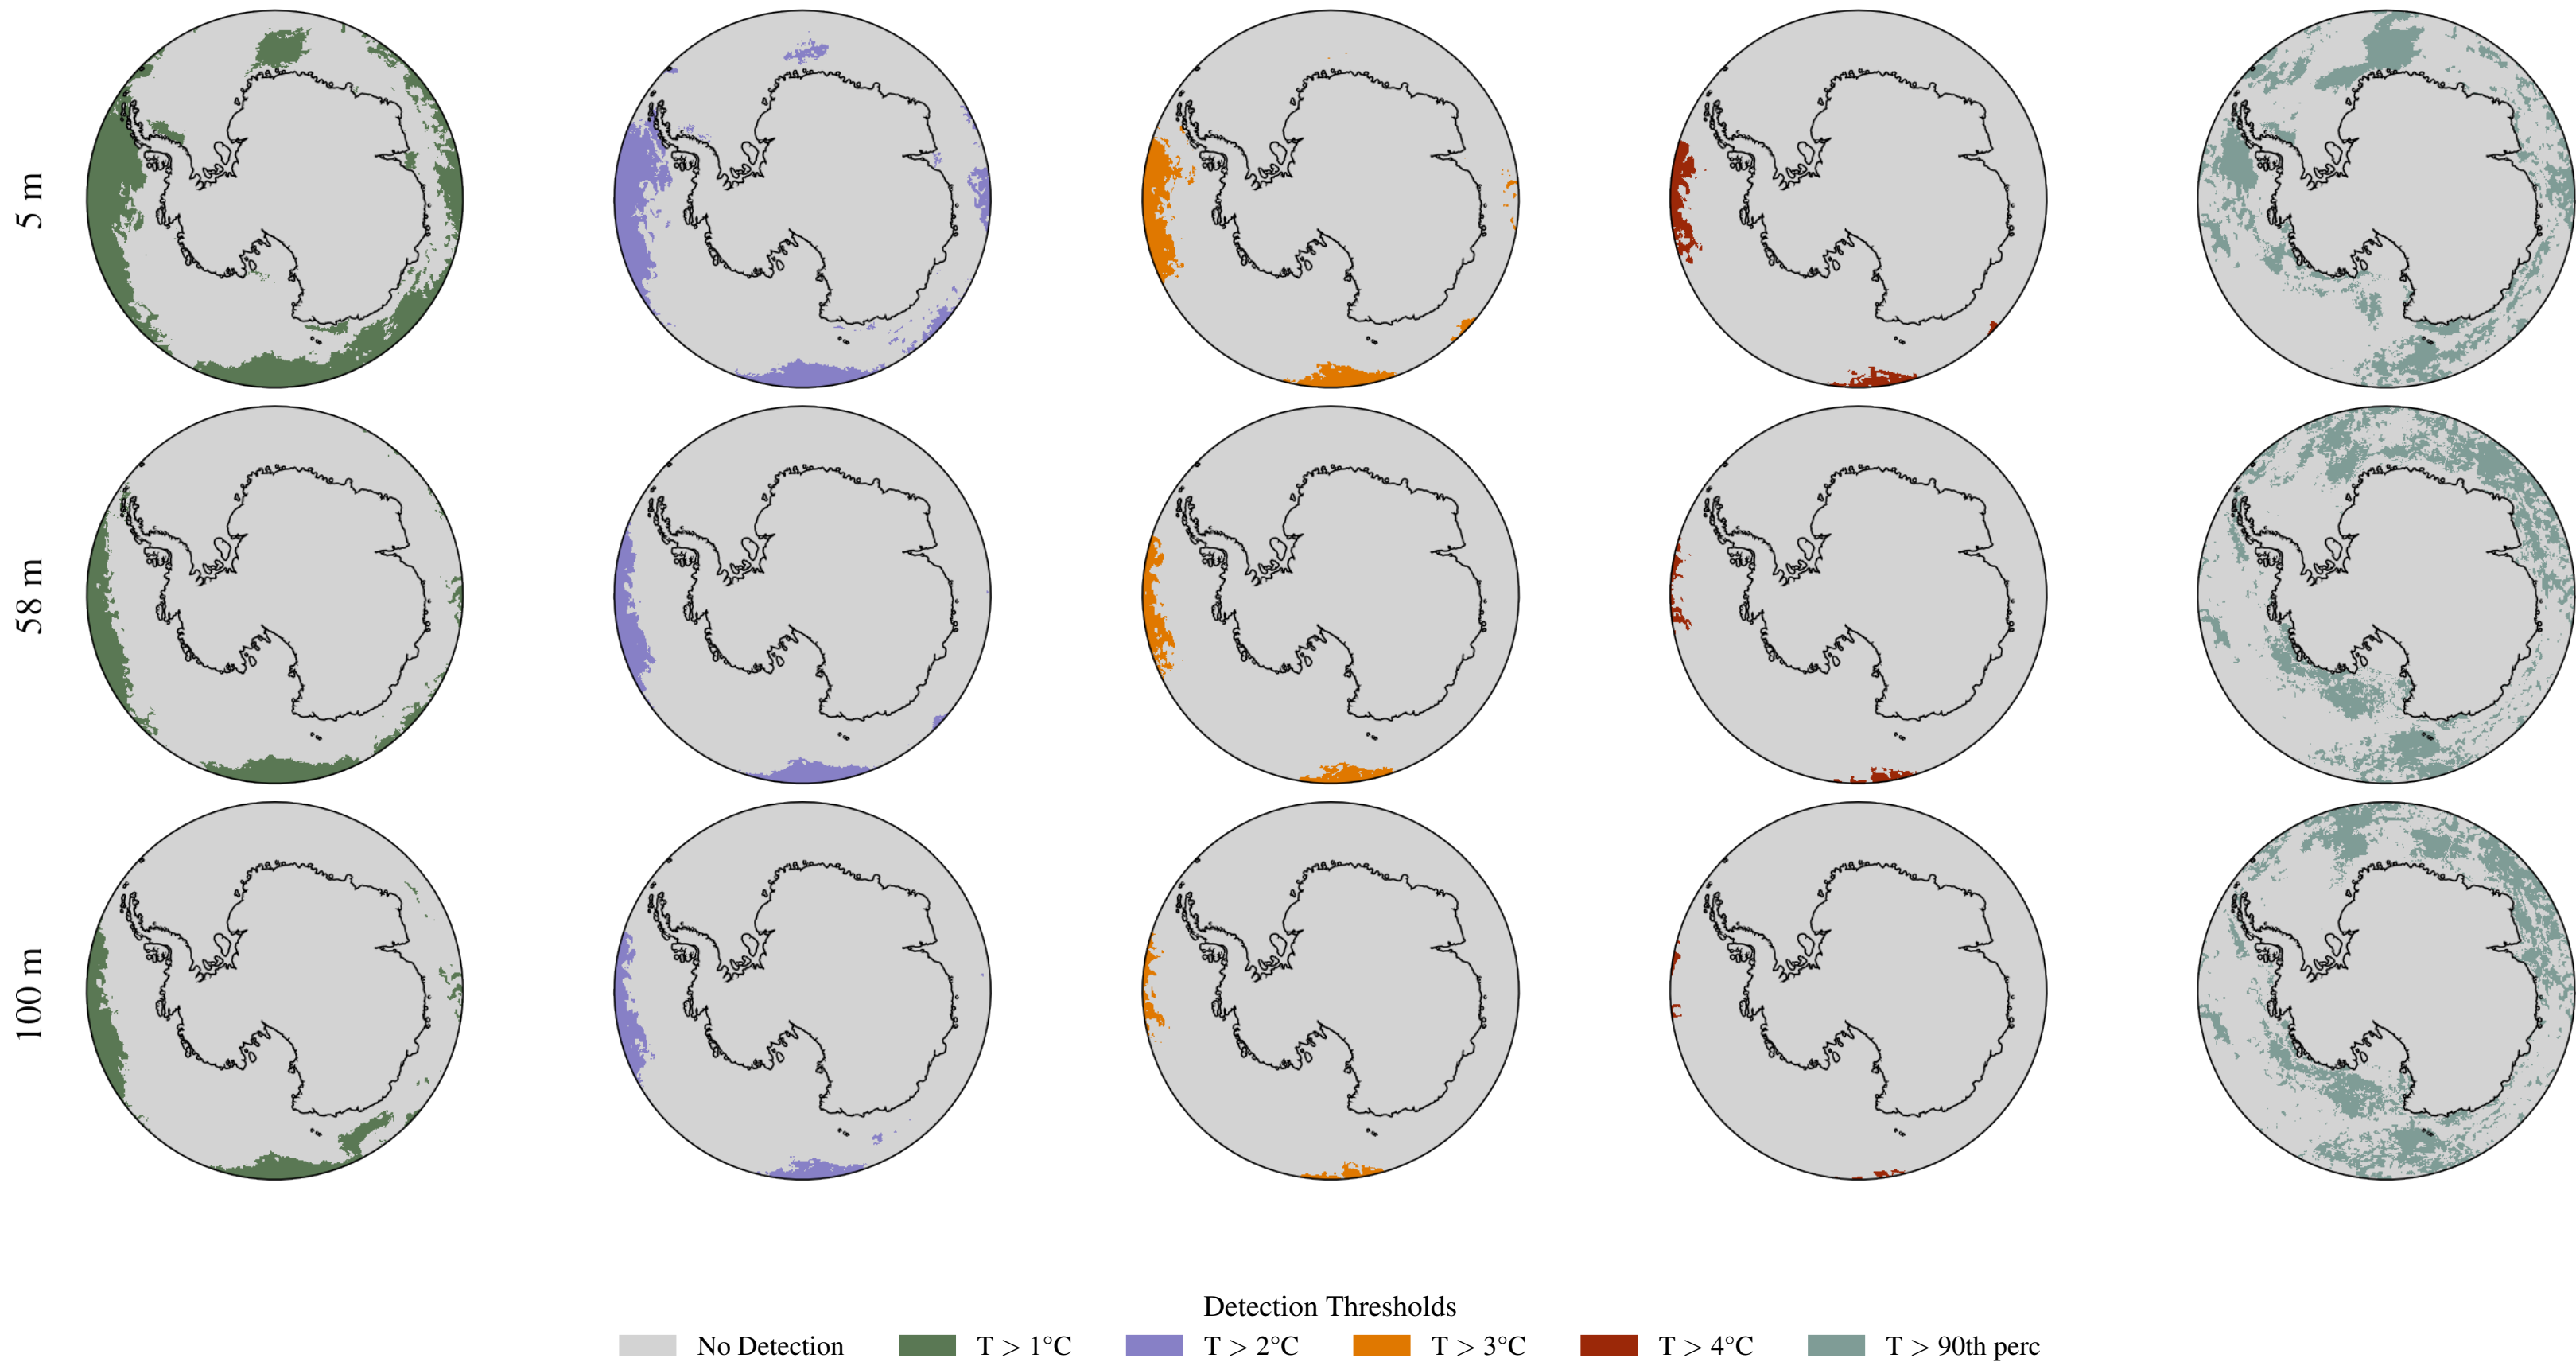 5 m
58 m
100 m
Detection Thresholds
No Detection T > 1°C T > 2°C T > 3°C T > 4°C T > 90th perc